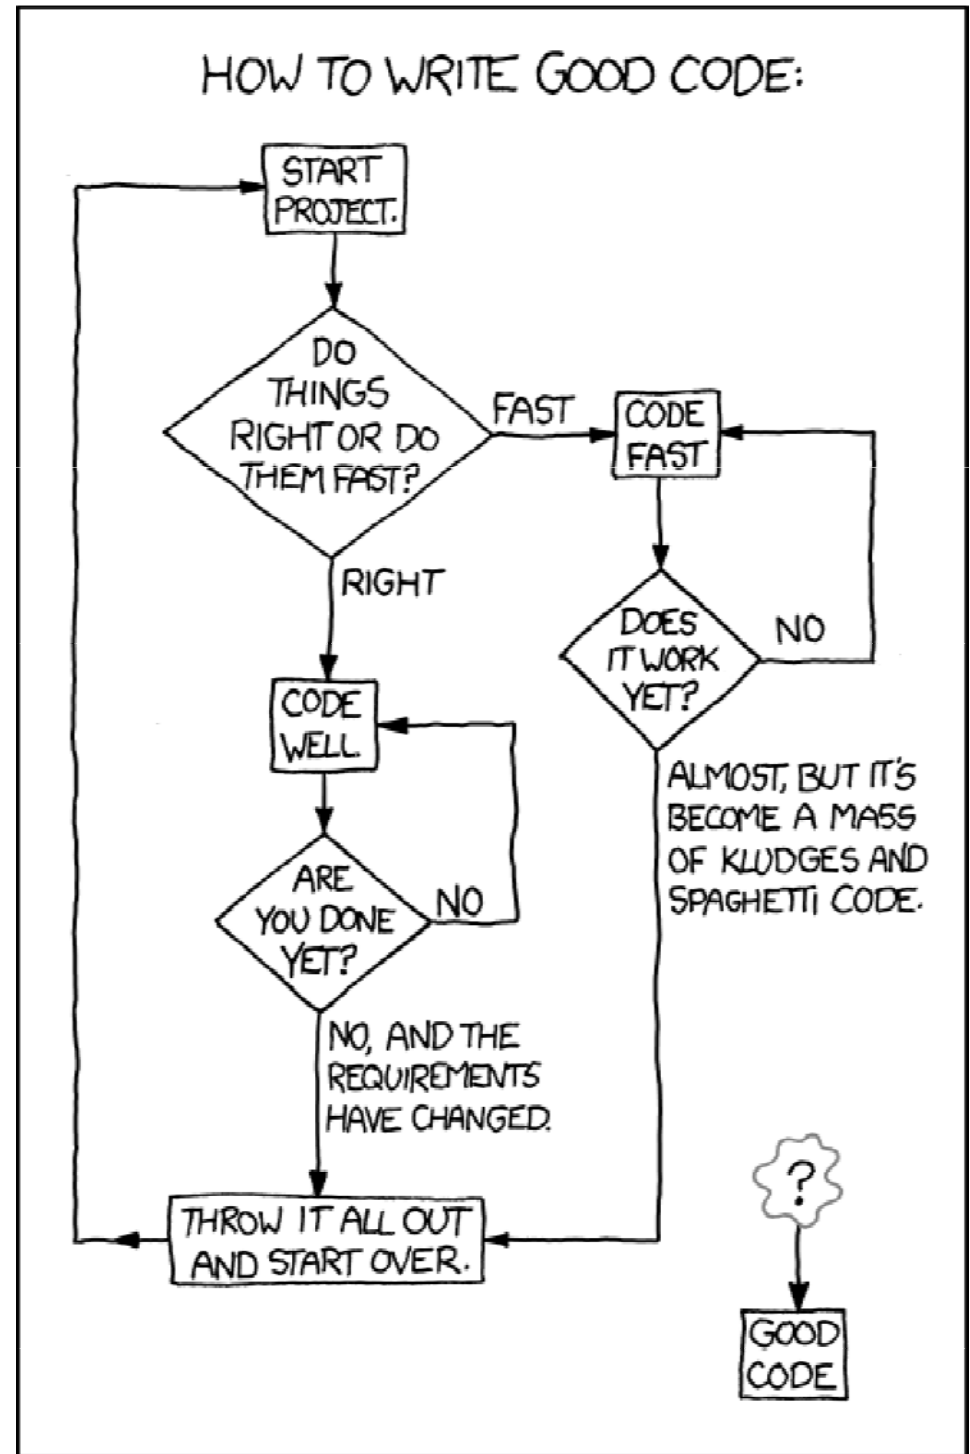 HOW TO WRITE GOOD CODE:
START
PROJECT.
DO
THINGS
RIGHT OR DO
THEM FAST?
FAST
CODE
FAST
RIGHT
DOES
IT WORK
YET?
NO
CODE
WELL.
ALMOST, BUT IT'S
BECOME A MASS
OF KLUDGES AND
SPAGHETTI CODE.
ARE
YOU DONE
YET?
NO
NO, AND THE
REQUIREMENTS
HAVE CHANGED.
THROW IT ALL OUT
AND START OVER.
?
GOOD
CODE